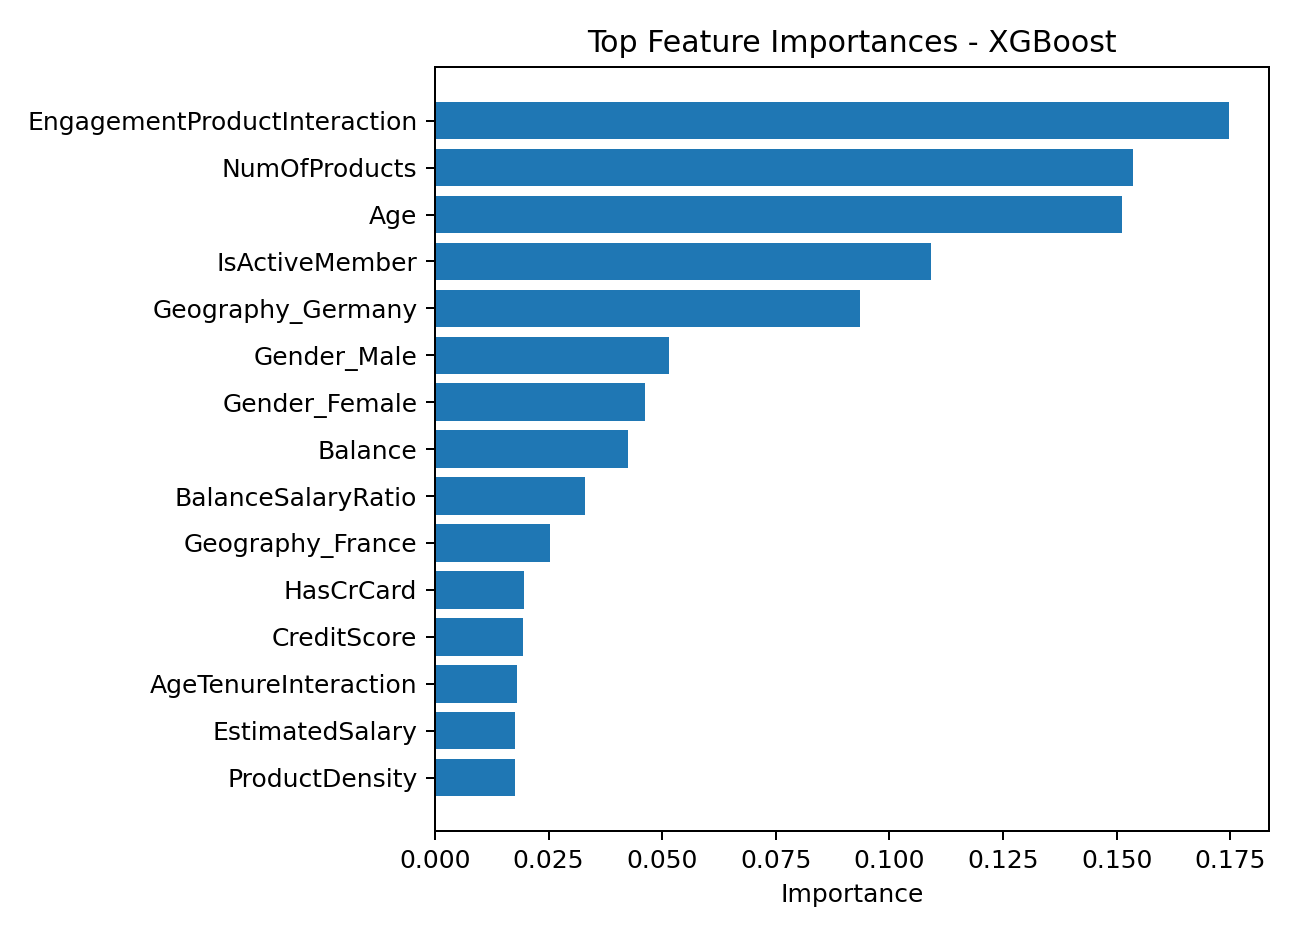 Top Feature Importances - XGBoost
EngagementProductInteraction
NumOfProducts
Age
IsActiveMember
Geography_Germany
Gender_Male
Gender_Female
Balance
BalanceSalaryRatio
Geography_France
HasCrCard
CreditScore
AgeTenureInteraction
EstimatedSalary
ProductDensity
0.000 0.025 0.050 0.075 0.100 0.125 0.150 0.175
Importance